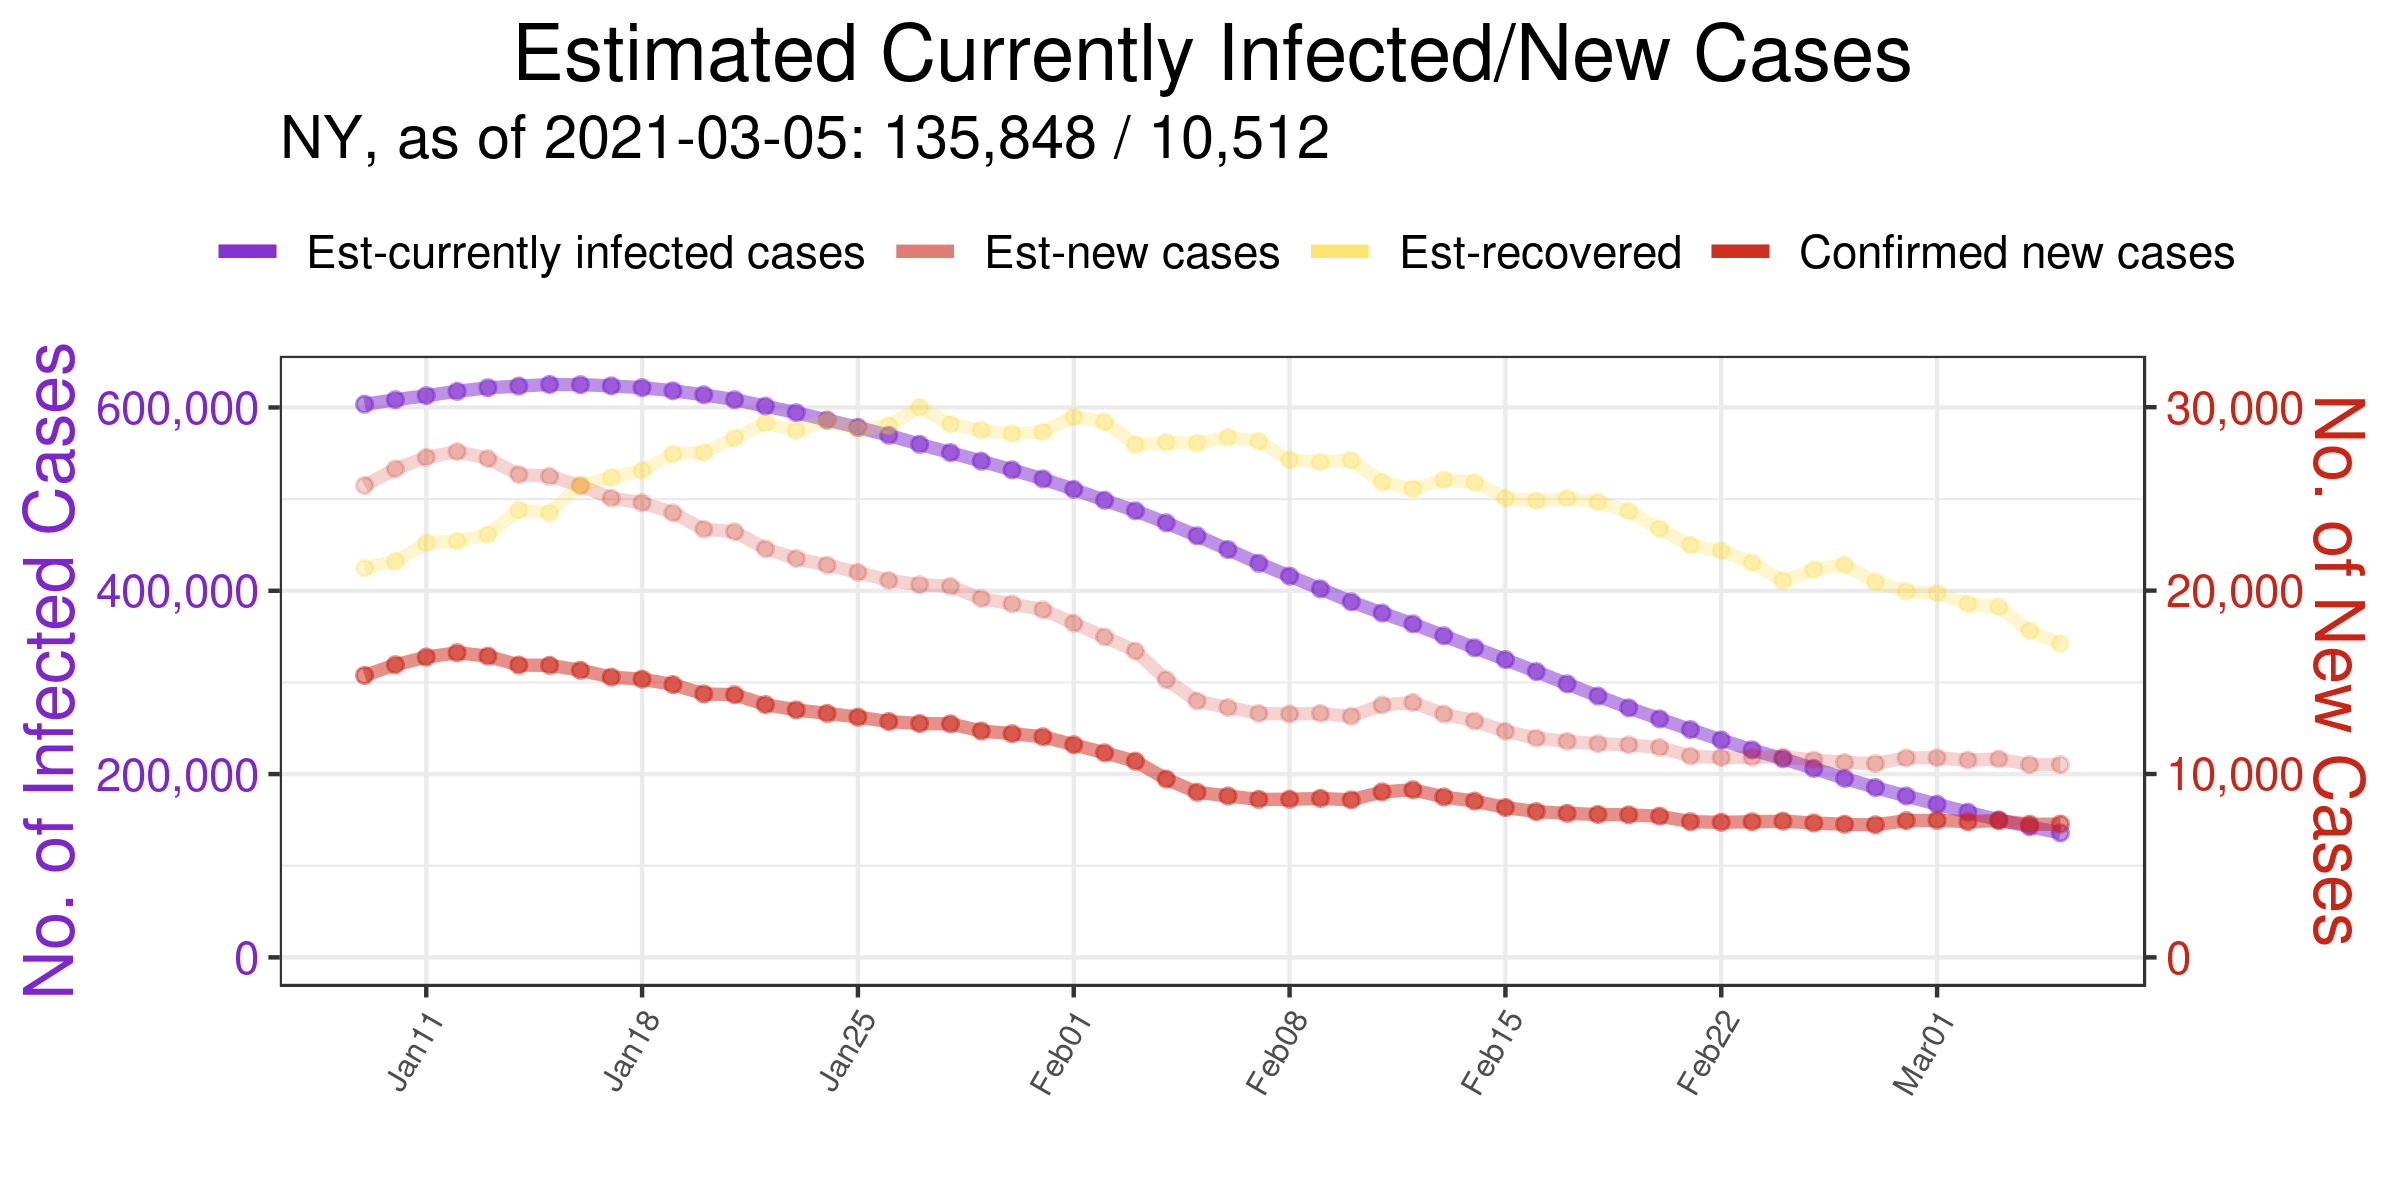 Estimated Currently Infected/New Cases
NY, as of 2021-03-05: 135,848 / 10,512
Est-currently infected cases Est-new cases Est-recovered Confirmed new cases
No. of Infected Cases
600,000
400,000
200,000
0
30,000
20,000
10,000
0
No. of New Cases
Jan11 Jan18 Jan25 Feb01 Feb08 Feb15 Feb22 Mar01